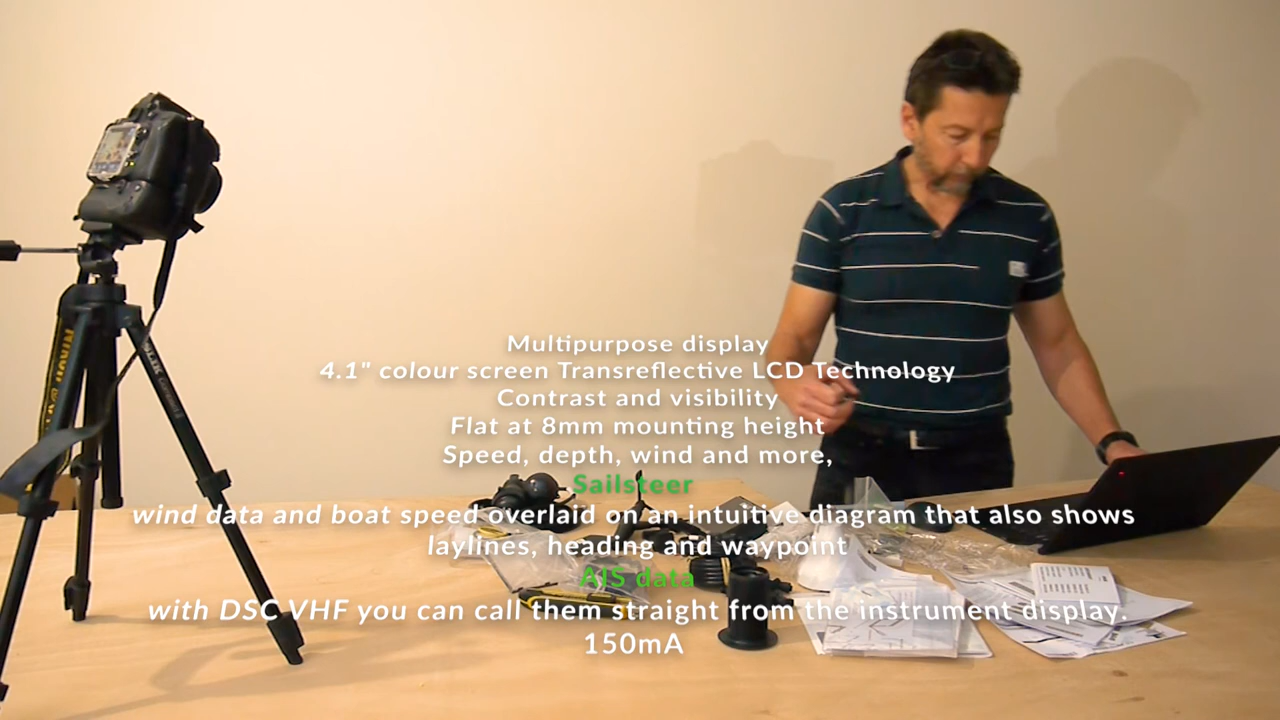 Multipurpose display
4.1" colour screen Transreflective LCD Technology
Contrast and visibility
Flat at 8mm mounting height
Speed, depth, wind and more,
Sailsteer
wind data and boat speed overlaid on an intuitive diagram that also shows
laylines, heading and waypoint
AIS data
with DSC VHF you can call them straight from the instrument display.
150mA
Nikon
SLIK